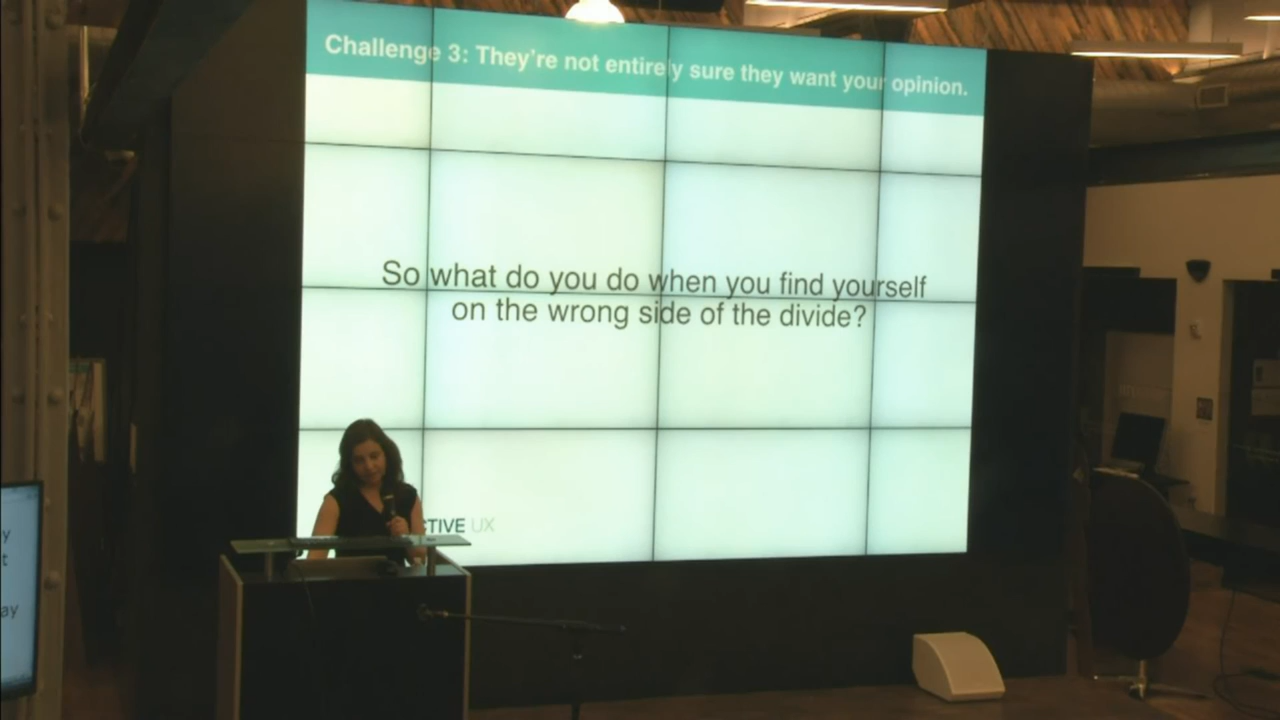 Challenge 3: They're not entirely sure they want your opinion.
So what do you do when you find yourself
on the wrong side of the divide?
CTIVE UX
y
t
ay